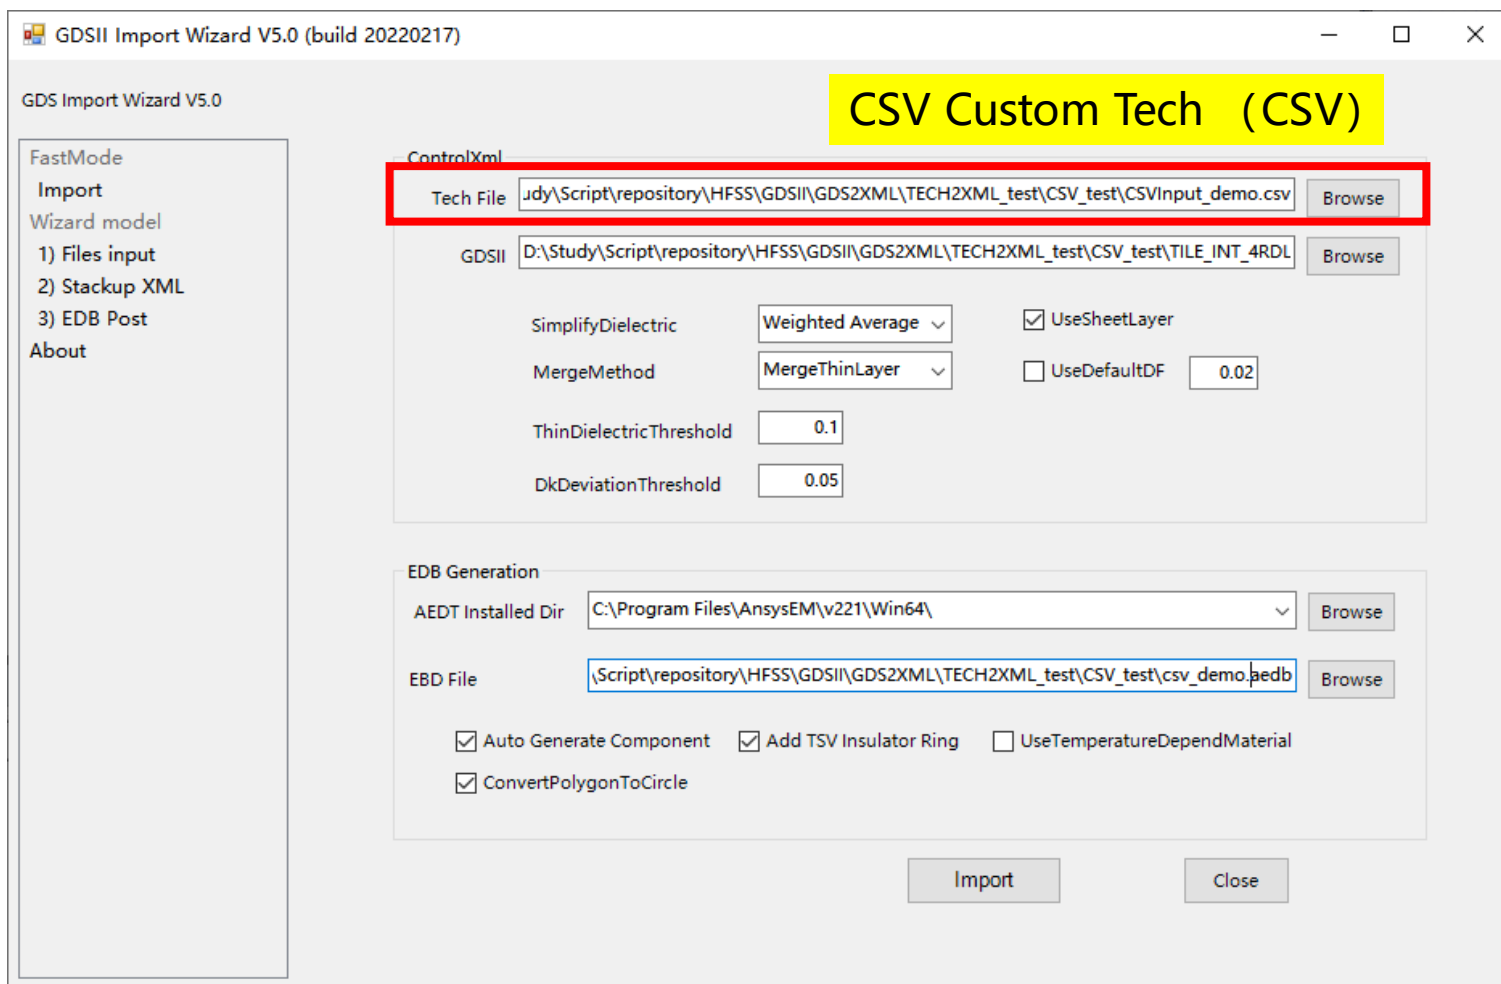 GDSII Import Wizard V5.0 (build 20220217)
GDS Import Wizard V5.0
CSV Custom Tech （CSV）
FastMode
Import
Wizard model
1) Files input
2) Stackup XML
3) EDB Post
About
ControlXml
Tech File udy\Script\repository\HFSS\GDSII\GDS2XML\TECH2XML_test\CSV_test\CSVInput_demo.csv Browse
GDSII D:\Study\Script\repository\HFSS\GDSII\GDS2XML\TECH2XML_test\CSV_test\TILE_INT_4RDL Browse
SimplifyDielectric Weighted Average UseSheetLayer
MergeMethod MergeThinLayer UseDefaultDF 0.02
ThinDielectricThreshold 0.1
DkDeviationThreshold 0.05
EDB Generation
AEDT Installed Dir C:\Program Files\AnsysEM\v221\Win64\ Browse
EBD File \Script\repository\HFSS\GDSII\GDS2XML\TECH2XML_test\CSV_test\csv_demo.aedb Browse
Auto Generate Component Add TSV Insulator Ring UseTemperatureDependMaterial
ConvertPolygonToCircle
Import Close